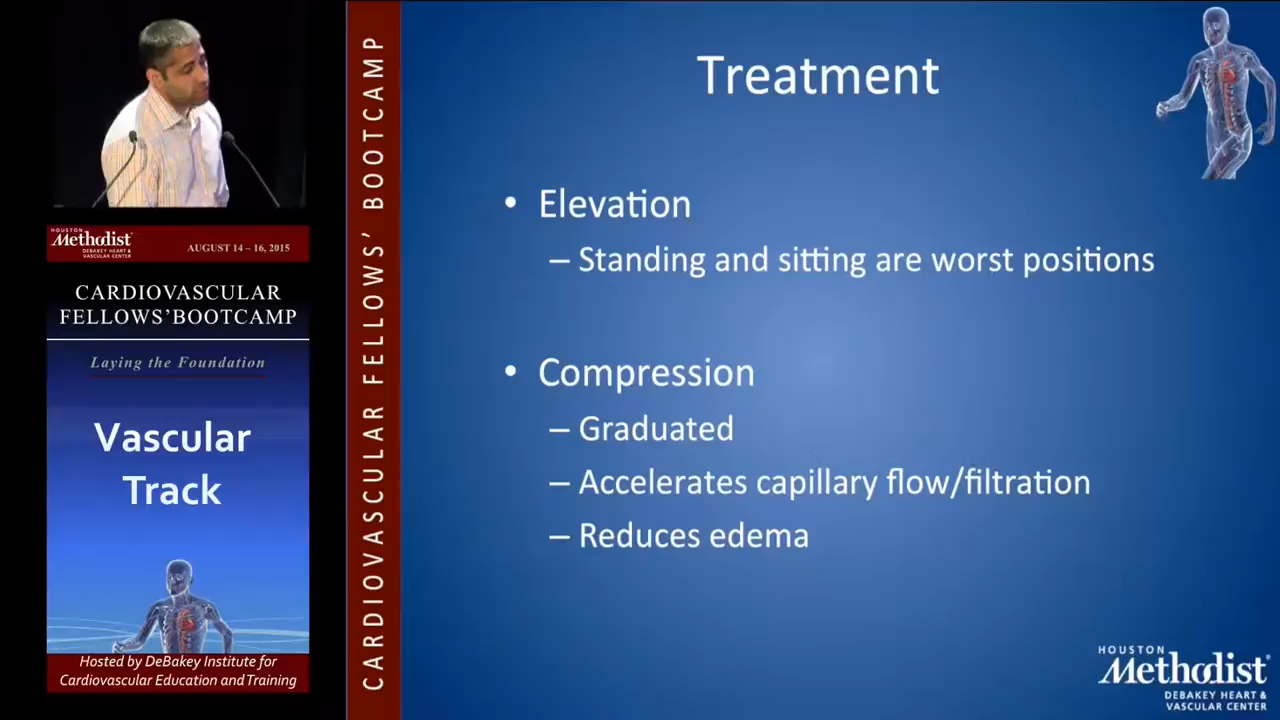 HOUSTON
Methodist
DEBAKEY HEART &
VASCULAR CENTER
AUGUST 14 – 16, 2015
CARDIOVASCULAR
FELLOWS'BOOTCAMP
Laying the Foundation
Vascular
Track
Hosted by DeBakey Institute for
Cardiovascular Education and Training
CARDIOVASCULAR FELLOWS' BOOTCAMP
Treatment
• Elevation
– Standing and sitting are worst positions
• Compression
– Graduated
– Accelerates capillary flow/filtration
– Reduces edema
HOUSTON
Methodist
DEBAKEY HEART &
VASCULAR CENTER